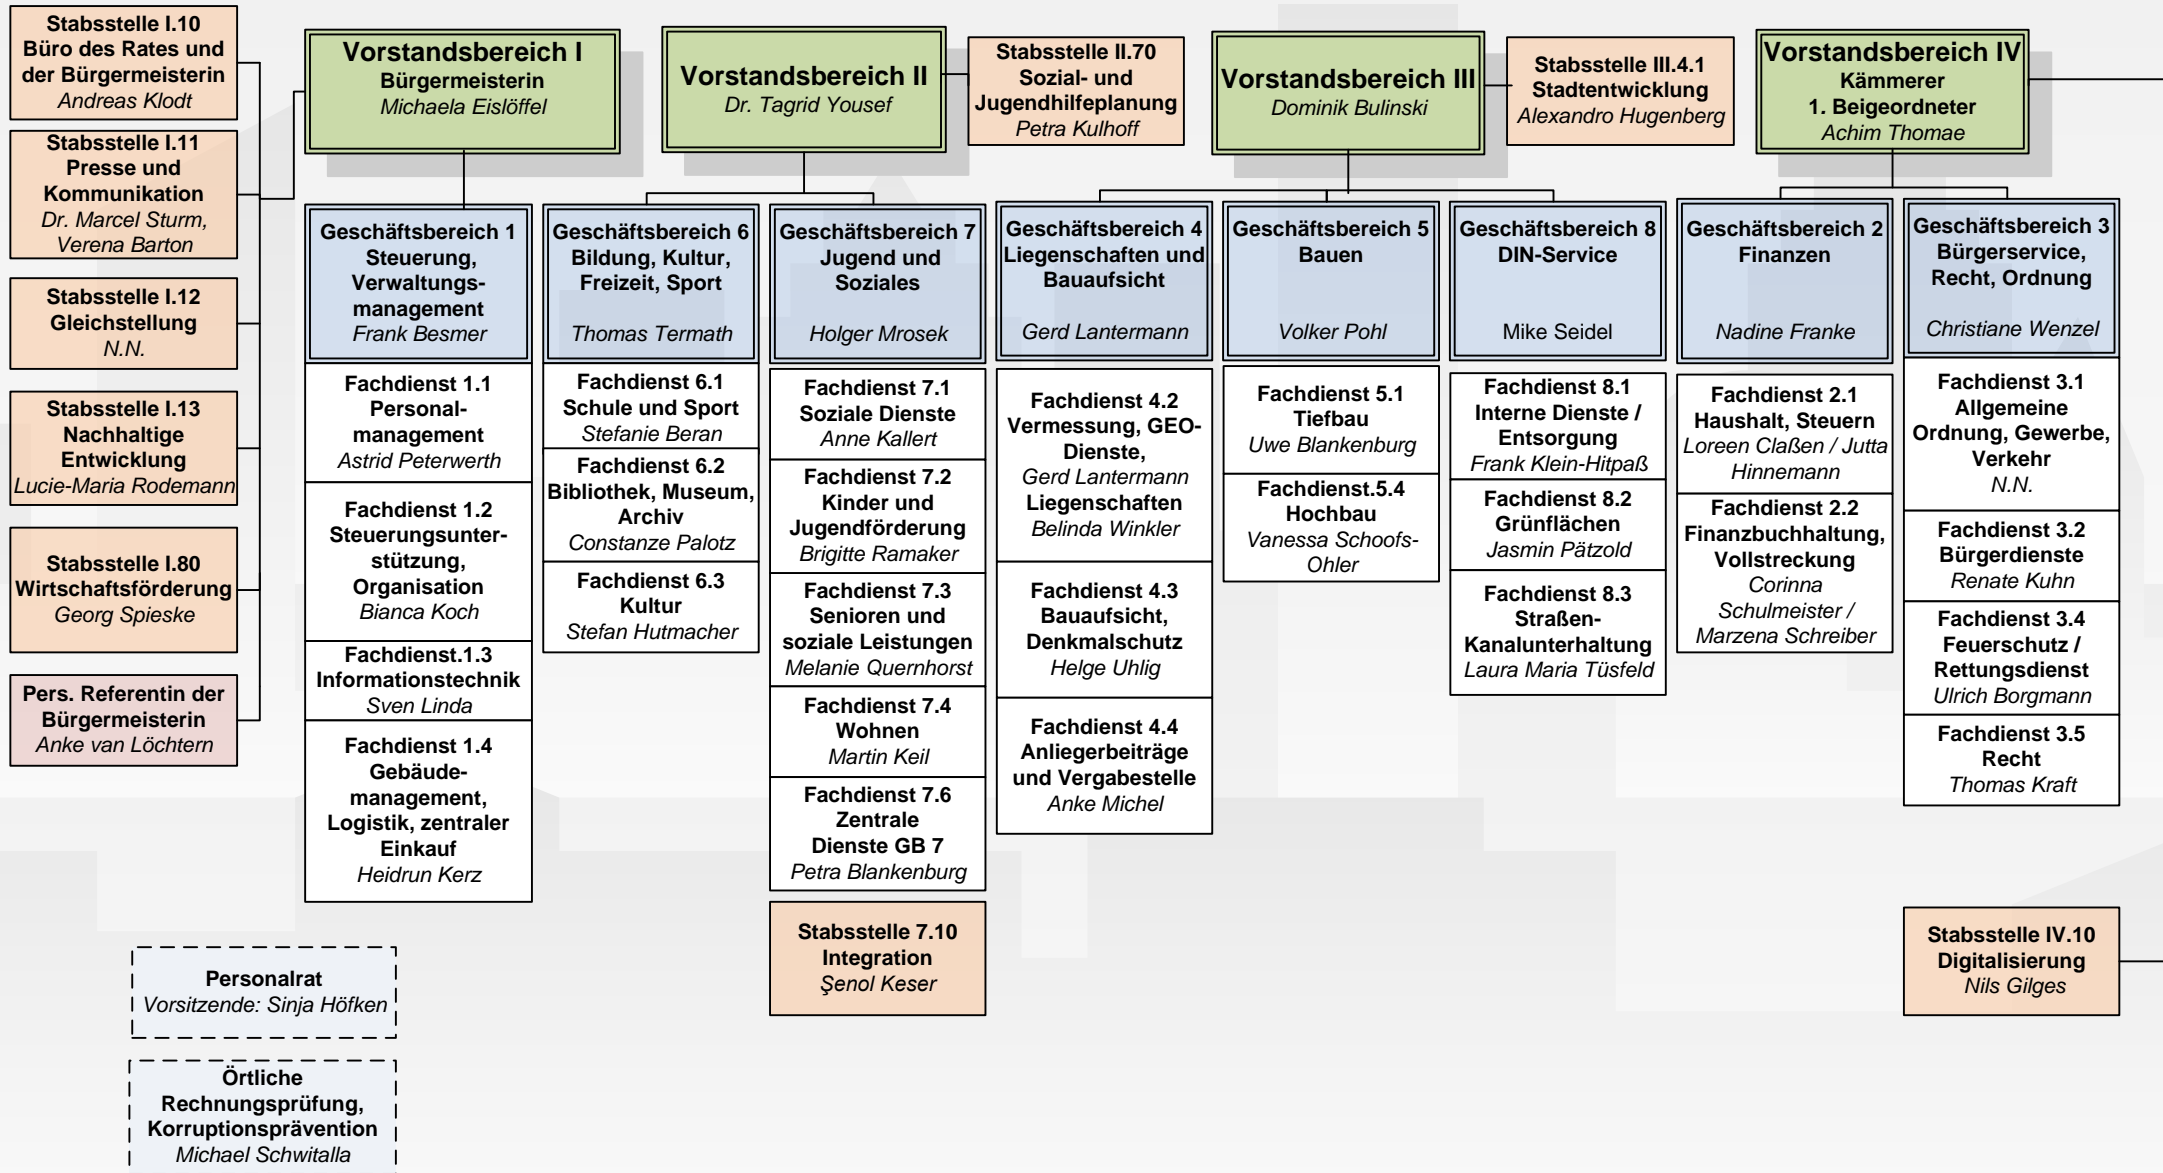 Stabsstelle I.10
Büro des Rates und
der Bürgermeisterin
Andreas Klodt
Stabsstelle I.11
Presse und
Kommunikation
Dr. Marcel Sturm,
Verena Barton
Stabsstelle I.12
Gleichstellung
N.N.
Stabsstelle I.13
Nachhaltige
Entwicklung
Lucie-Maria Rodemann
Stabsstelle I.80
Wirtschaftsförderung
Georg Spieske
Pers. Referentin der
Bürgermeisterin
Anke van Löchtern
Vorstandsbereich I
Bürgermeisterin
Michaela Eislöffel
Vorstandsbereich II
Dr. Tagrid Yousef
Stabsstelle II.70
Sozial- und
Jugendhilfeplanung
Petra Kulhoff
Vorstandsbereich III
Dominik Bulinski
Stabsstelle III.4.1
Stadtentwicklung
Alexandro Hugenberg
Vorstandsbereich IV
Kämmerer
1. Beigeordneter
Achim Thomae
Geschäftsbereich 1
Steuerung,
Verwaltungs-
management
Frank Besmer
Fachdienst 1.1
Personal-
management
Astrid Peterwerth
Fachdienst 1.2
Steuerungsunter-
stützung,
Organisation
Bianca Koch
Fachdienst.1.3
Informationstechnik
Sven Linda
Fachdienst 1.4
Gebäude-
management,
Logistik, zentraler
Einkauf
Heidrun Kerz
Geschäftsbereich 6
Bildung, Kultur,
Freizeit, Sport
Thomas Termath
Fachdienst 6.1
Schule und Sport
Stefanie Beran
Fachdienst 6.2
Bibliothek, Museum,
Archiv
Constanze Palotz
Fachdienst 6.3
Kultur
Stefan Hutmacher
Geschäftsbereich 7
Jugend und
Soziales
Holger Mrosek
Fachdienst 7.1
Soziale Dienste
Anne Kallert
Fachdienst 7.2
Kinder und
Jugendförderung
Brigitte Ramaker
Fachdienst 7.3
Senioren und
soziale Leistungen
Melanie Quernhorst
Fachdienst 7.4
Wohnen
Martin Keil
Fachdienst 7.6
Zentrale
Dienste GB 7
Petra Blankenburg
Stabsstelle 7.10
Integration
Şenol Keser
Geschäftsbereich 4
Liegenschaften und
Bauaufsicht
Gerd Lantermann
Fachdienst 4.2
Vermessung, GEO-
Dienste,
Gerd Lantermann
Liegenschaften
Belinda Winkler
Fachdienst 4.3
Bauaufsicht,
Denkmalschutz
Helge Uhlig
Fachdienst 4.4
Anliegerbeiträge
und Vergabestelle
Anke Michel
Geschäftsbereich 5
Bauen
Volker Pohl
Fachdienst 5.1
Tiefbau
Uwe Blankenburg
Fachdienst.5.4
Hochbau
Vanessa Schoofs-
Ohler
Geschäftsbereich 8
DIN-Service
Mike Seidel
Fachdienst 8.1
Interne Dienste /
Entsorgung
Frank Klein-Hitpaß
Fachdienst 8.2
Grünflächen
Jasmin Pätzold
Fachdienst 8.3
Straßen-
Kanalunterhaltung
Laura Maria Tüsfeld
Geschäftsbereich 2
Finanzen
Nadine Franke
Fachdienst 2.1
Haushalt, Steuern
Loreen Claßen / Jutta
Hinnemann
Fachdienst 2.2
Finanzbuchhaltung,
Vollstreckung
Corinna
Schulmeister /
Marzena Schreiber
Geschäftsbereich 3
Bürgerservice,
Recht, Ordnung
Christiane Wenzel
Fachdienst 3.1
Allgemeine
Ordnung, Gewerbe,
Verkehr
N.N.
Fachdienst 3.2
Bürgerdienste
Renate Kuhn
Fachdienst 3.4
Feuerschutz /
Rettungsdienst
Ulrich Borgmann
Fachdienst 3.5
Recht
Thomas Kraft
Stabsstelle IV.10
Digitalisierung
Nils Gilges
Personalrat
Vorsitzende: Sinja Höfken
Örtliche
Rechnungsprüfung,
Korruptionsprävention
Michael Schwitalla